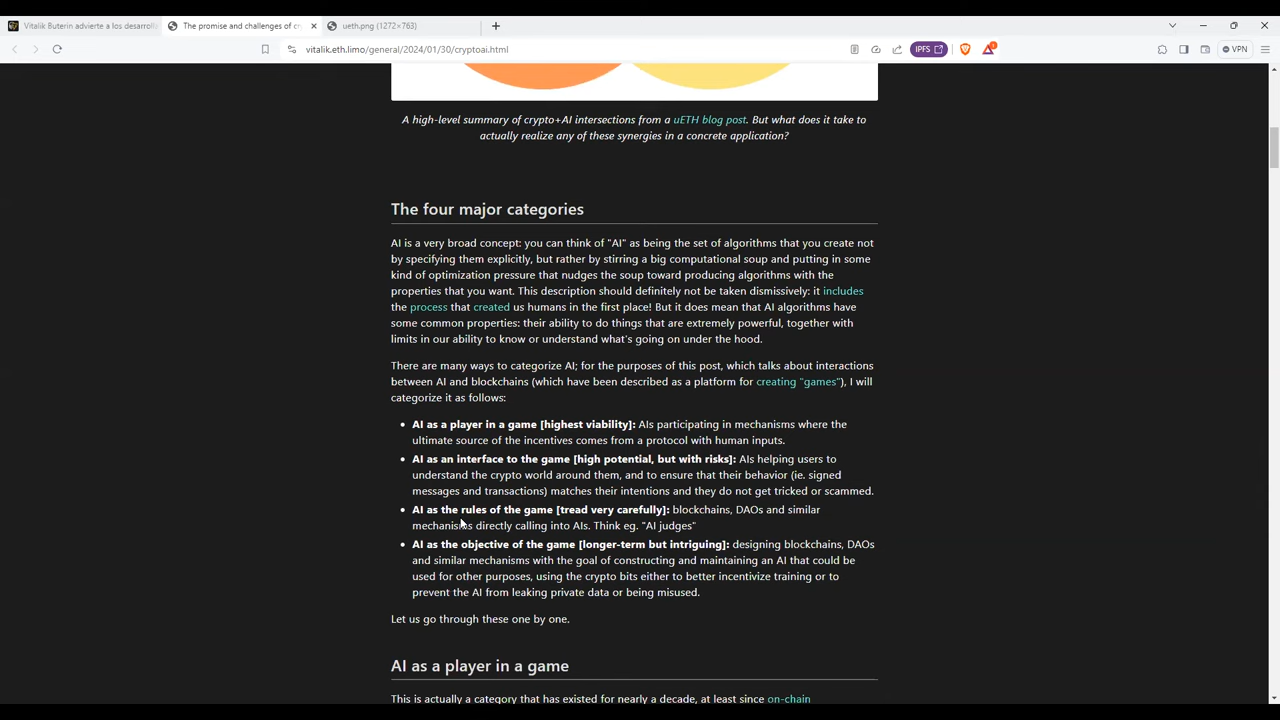 Vitalik Buterin advierte a los desarroll
The promise and challenges of cr
ueth.png (1272×763)
vitalik.eth.limo/general/2024/01/30/cryptoai.html
IPFS
VPN
A high-level summary of crypto+AI intersections from a uETH blog post. But what does it take to
actually realize any of these synergies in a concrete application?
The four major categories
AI is a very broad concept: you can think of "AI" as being the set of algorithms that you create not
by specifying them explicitly, but rather by stirring a big computational soup and putting in some
kind of optimization pressure that nudges the soup toward producing algorithms with the
properties that you want. This description should definitely not be taken dismissively: it includes
the process that created us humans in the first place! But it does mean that AI algorithms have
some common properties: their ability to do things that are extremely powerful, together with
limits in our ability to know or understand what's going on under the hood.
There are many ways to categorize AI; for the purposes of this post, which talks about interactions
between AI and blockchains (which have been described as a platform for creating "games"), I will
categorize it as follows:
• AI as a player in a game [highest viability]: AIs participating in mechanisms where the
ultimate source of the incentives comes from a protocol with human inputs.
• AI as an interface to the game [high potential, but with risks]: AIs helping users to
understand the crypto world around them, and to ensure that their behavior (ie. signed
messages and transactions) matches their intentions and they do not get tricked or scammed.
• AI as the rules of the game [tread very carefully]: blockchains, DAOs and similar
mechanisms directly calling into AIs. Think eg. "AI judges"
• AI as the objective of the game [longer-term but intriguing]: designing blockchains, DAOs
and similar mechanisms with the goal of constructing and maintaining an AI that could be
used for other purposes, using the crypto bits either to better incentivize training or to
prevent the AI from leaking private data or being misused.
Let us go through these one by one.
AI as a player in a game
This is actually a category that has existed for nearly a decade, at least since on-chain